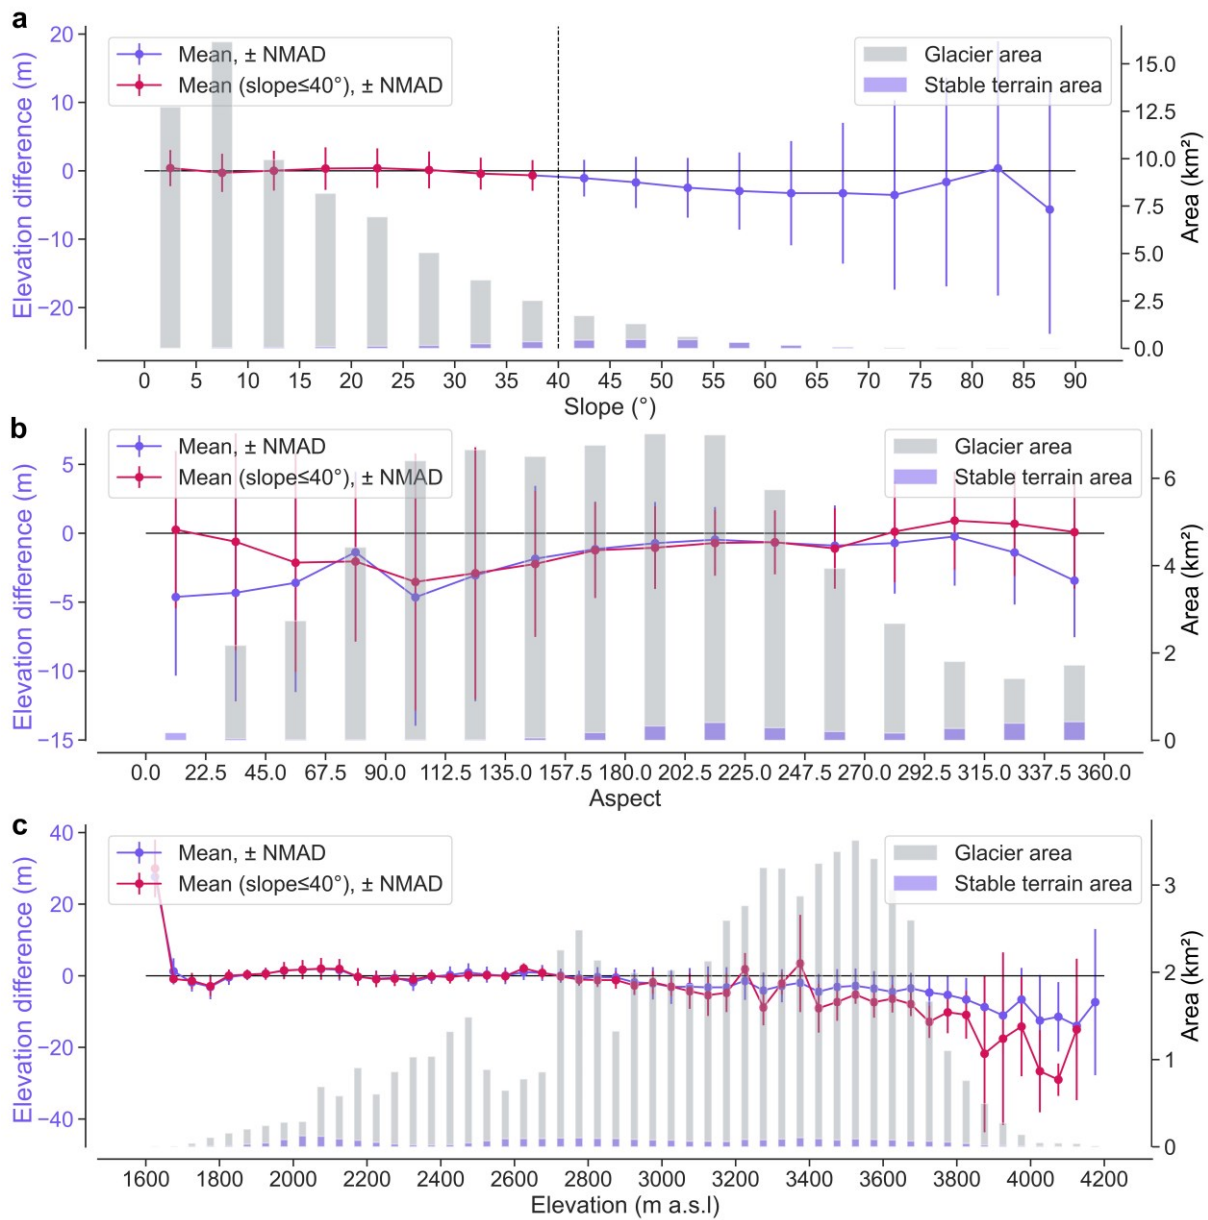 a
20
10
0
−10
−20
Elevation difference (m)
Mean, ± NMAD
Mean (slope≤40°), ± NMAD
Glacier area
Stable terrain area
15.0
12.5
10.0
7.5
5.0
2.5
0.0
Area (km²)
0 5 10 15 20 25 30 35 40 45 50 55 60 65 70 75 80 85 90
Slope (°)
b
5
0
−5
−10
−15
Elevation difference (m)
Mean, ± NMAD
Mean (slope≤40°), ± NMAD
Glacier area
Stable terrain area
6
4
2
0
Area (km²)
0.0 22.5 45.0 67.5 90.0 112.5 135.0 157.5 180.0 202.5 225.0 247.5 270.0 292.5 315.0 337.5 360.0
Aspect
c
40
20
0
−20
−40
Elevation difference (m)
Mean, ± NMAD
Mean (slope≤40°), ± NMAD
Glacier area
Stable terrain area
3
2
1
0
Area (km²)
1600 1800 2000 2200 2400 2600 2800 3000 3200 3400 3600 3800 4000 4200
Elevation (m a.s.l)